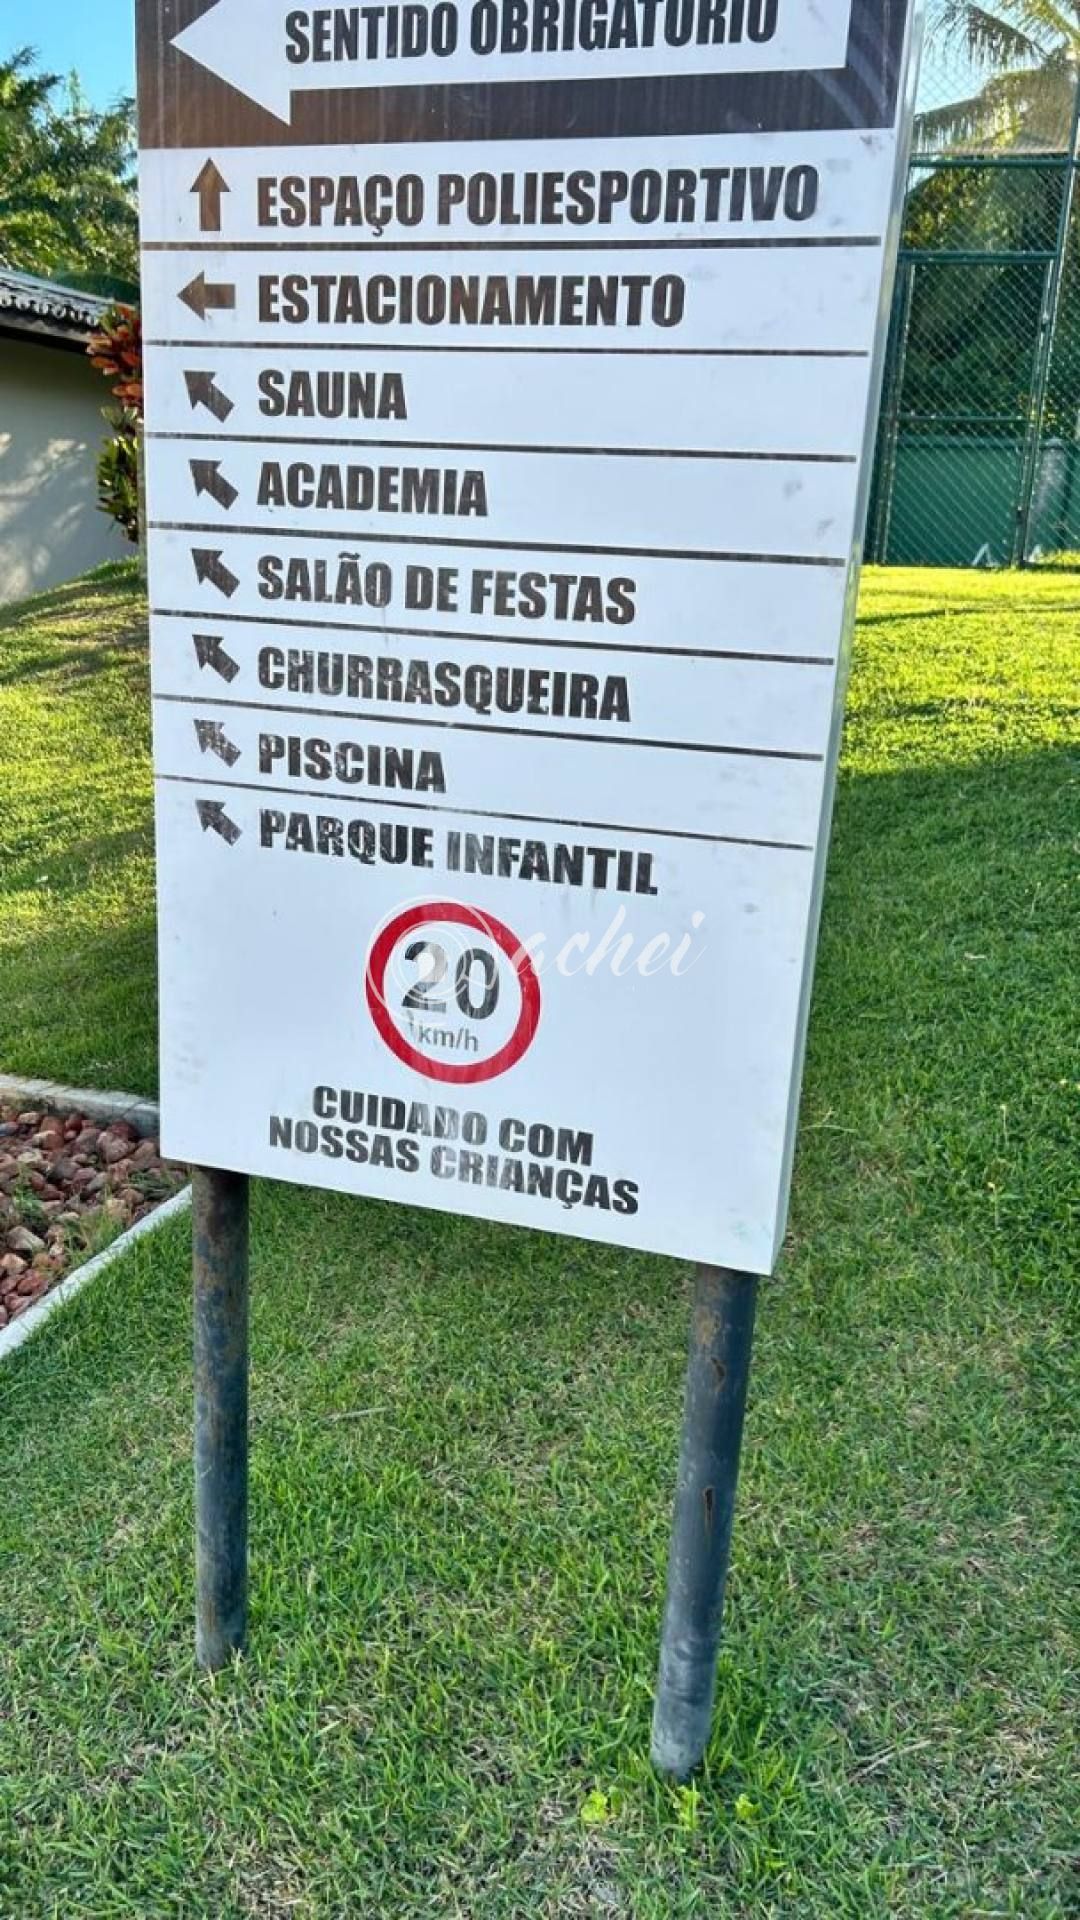 SENTIDO OBRIGATÓRIO
ESPAÇO POLIESPORTIVO
ESTACIONAMENTO
SAUNA
ACADEMIA
SALÃO DE FESTAS
CHURRASQUEIRA
PISCINA
PARQUE INFANTIL
20
km/h
achei
CUIDADO COM
NOSSAS CRIANÇAS